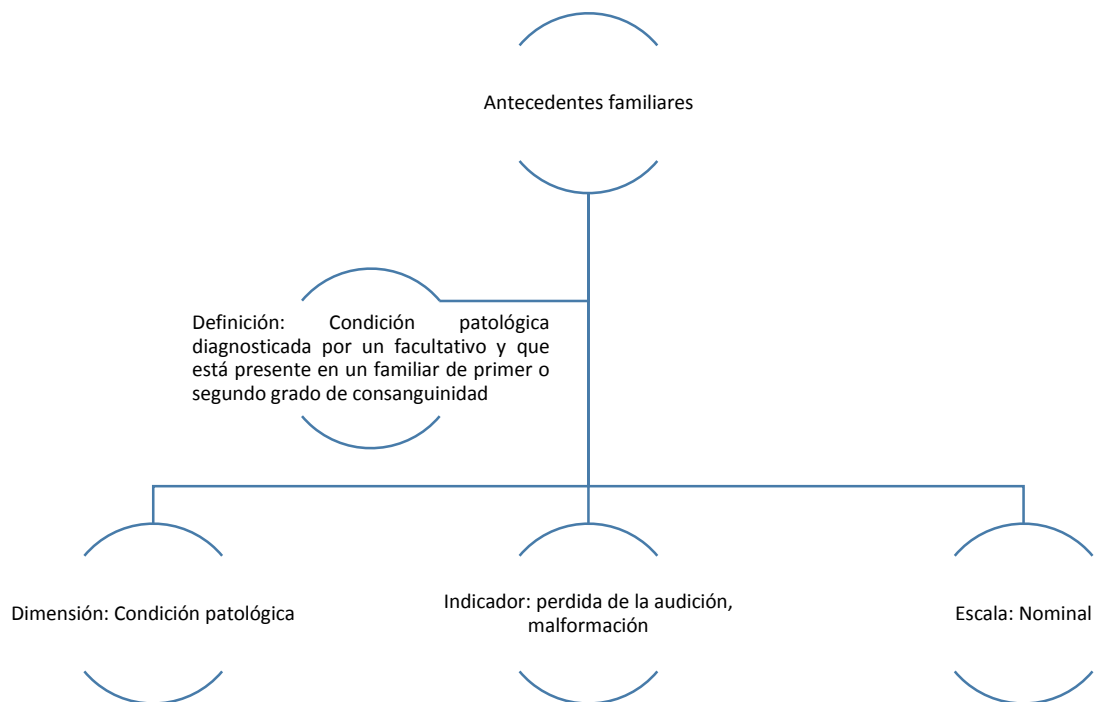 Antecedentes familiares
Definición: Condición patológica
diagnosticada por un facultativo y que
está presente en un familiar de primer o
segundo grado de consanguinidad
Dimensión: Condición patológica
Indicador: perdida de la audición,
malformación
Escala: Nominal